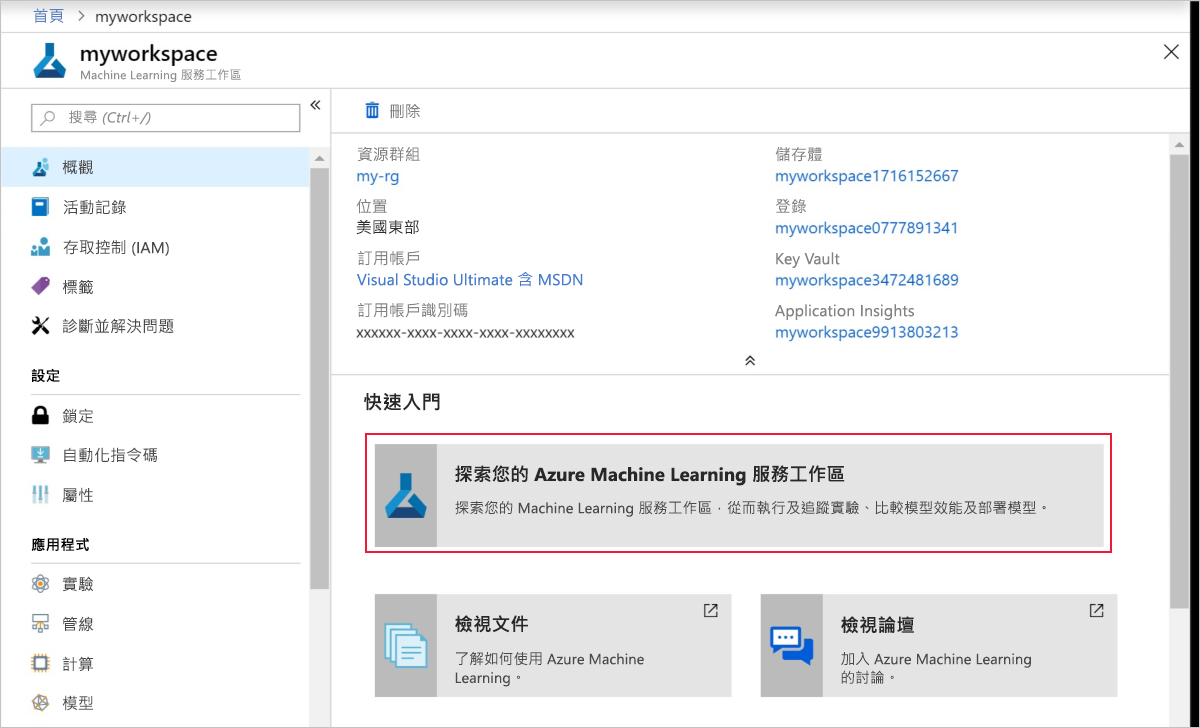 首頁 > myworkspace
myworkspace
Machine Learning 服務工作區
搜尋 (Ctrl+/)
概觀
活動記錄
存取控制 (IAM)
標籤
診斷並解決問題
設定
鎖定
自動化指令碼
屬性
應用程式
實驗
管線
計算
模型
刪除
資源群組
my-rg
位置
美國東部
訂用帳戶
Visual Studio Ultimate 含 MSDN
訂用帳戶識別碼
xxxxxx-xxxx-xxxx-xxxx-xxxxxxxx
儲存體
myworkspace1716152667
登錄
myworkspace0777891341
Key Vault
myworkspace3472481689
Application Insights
myworkspace9913803213
快速入門
探索您的 Azure Machine Learning 服務工作區
探索您的 Machine Learning 服務工作區，從而執行及追蹤實驗、比較模型效能及部署模型。
檢視文件
了解如何使用 Azure Machine
Learning。
檢視論壇
加入 Azure Machine Learning
的討論。